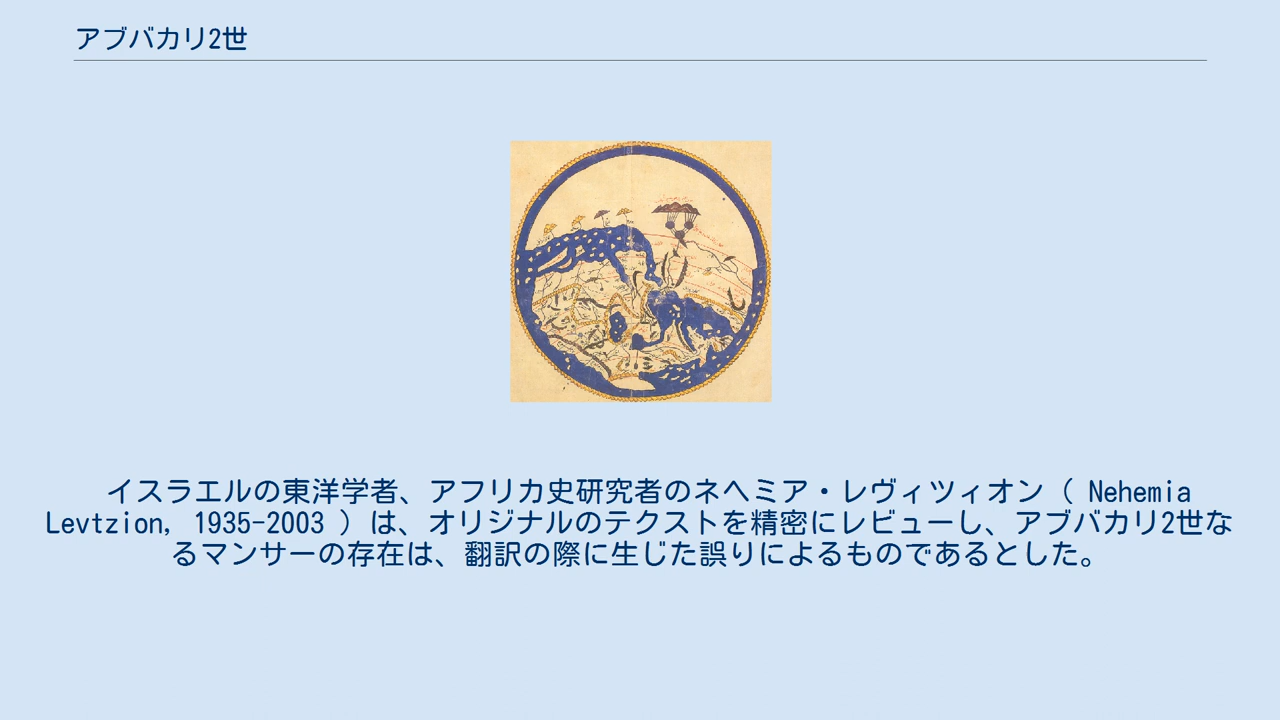 アブバカリ2世
イスラエルの東洋学者、アフリカ史研究者のネヘミア・レヴィツィオン ( Nehemia
Levtzion, 1935-2003 ) は、オリジナルのテクストを精密にレビューし、アブバカリ2世な
るマンサーの存在は、翻訳の際に生じた誤りによるものであるとした。